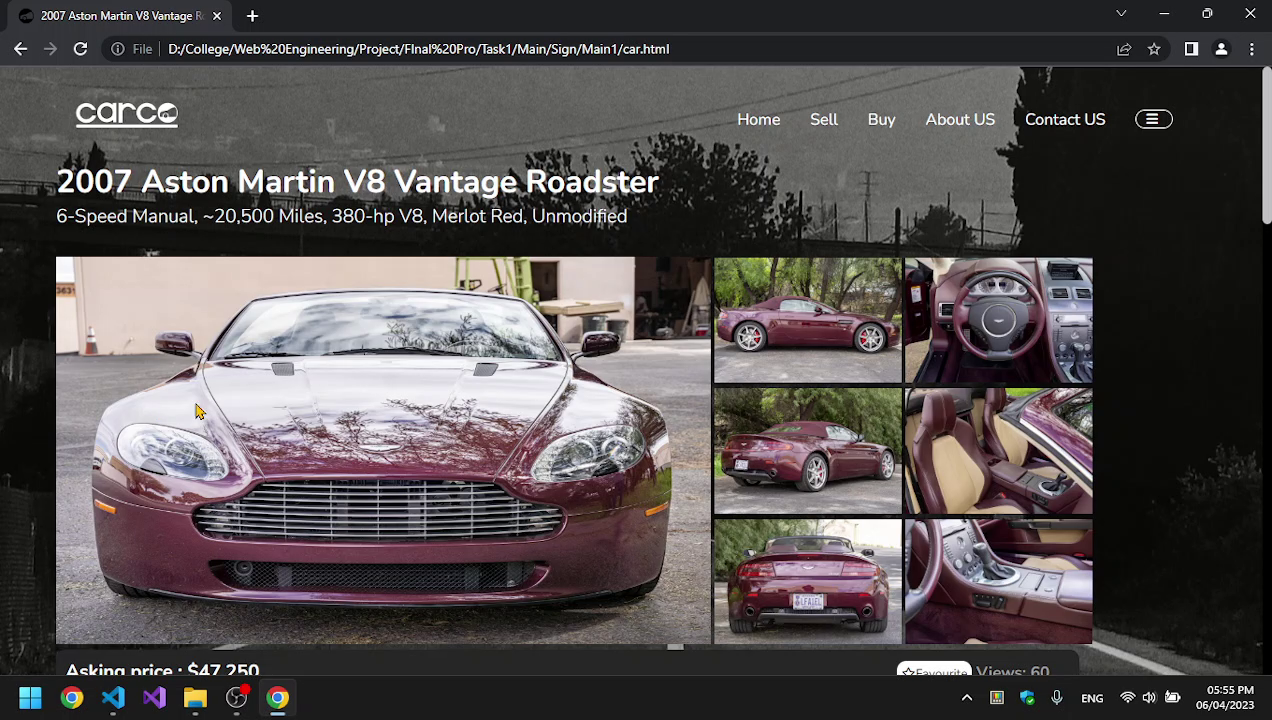 2007 Aston Martin V8 Vantage Ro
File
D:/College/Web%20Engineering/Project/FInal%20Pro/Task1/Main/Sign/Main1/car.html
carco
Home
Sell
Buy
About US
Contact US
2007 Aston Martin V8 Vantage Roadster
6-Speed Manual, ~20,500 Miles, 380-hp V8, Merlot Red, Unmodified
Asking price : $47,250
Favourite
Views: 60
ENG
05:55 PM
06/04/2023